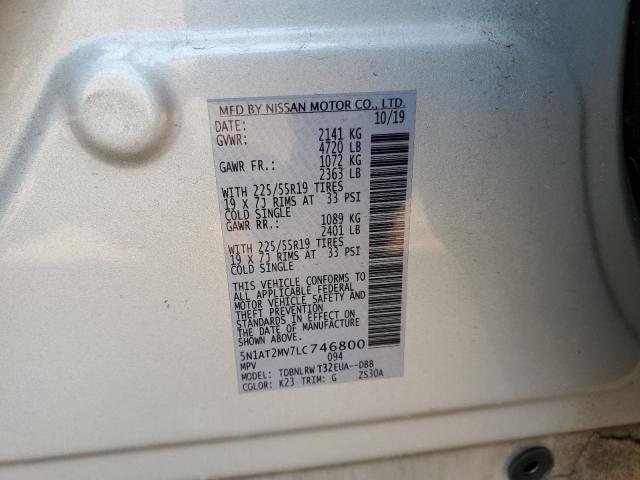 MFD BY NISSAN MOTOR CO., LTD.
DATE: 10/19
GVWR: 2141 KG
4720 LB
GAWR FR.: 1072 KG
2363 LB
WITH 225/55R19 TIRES
19 X 7J RIMS AT 33 PSI
COLD SINGLE
GAWR RR.: 1089 KG
2401 LB
WITH 225/55R19 TIRES
19 X 7J RIMS AT 33 PSI
COLD SINGLE
THIS VEHICLE CONFORMS TO
ALL APPLICABLE FEDERAL
MOTOR VEHICLE SAFETY AND
THEFT PREVENTION
STANDARDS IN EFFECT ON
THE DATE OF MANUFACTURE
SHOWN ABOVE.
5N1AT2MV7LC746800
MPV 094
MODEL: TDBNLRWT32EUA--DBB
COLOR: K23 TRIM: G ZS30A